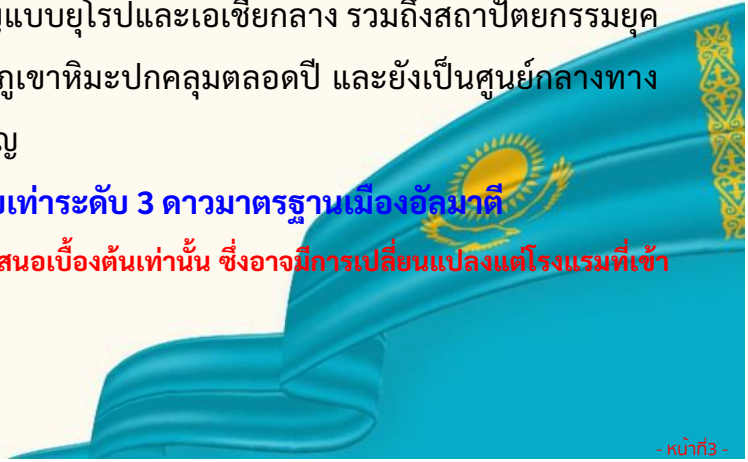 แบบยุโรปและเอเชียกลาง รวมถึงสถาปัตยกรรมยุค
ภูเขาหิมะปกคลุมตลอดปี และยังเป็นศูนย์กลางทาง
เท่าระดับ 3 ดาวมาตรฐานเมืองอัลมาตี
สนอเบื้องต้นเท่านั้น ซึ่งอาจมีการเปลี่ยนแปลงแต่โรงแรมที่เข้า
- หน้าที่3 -